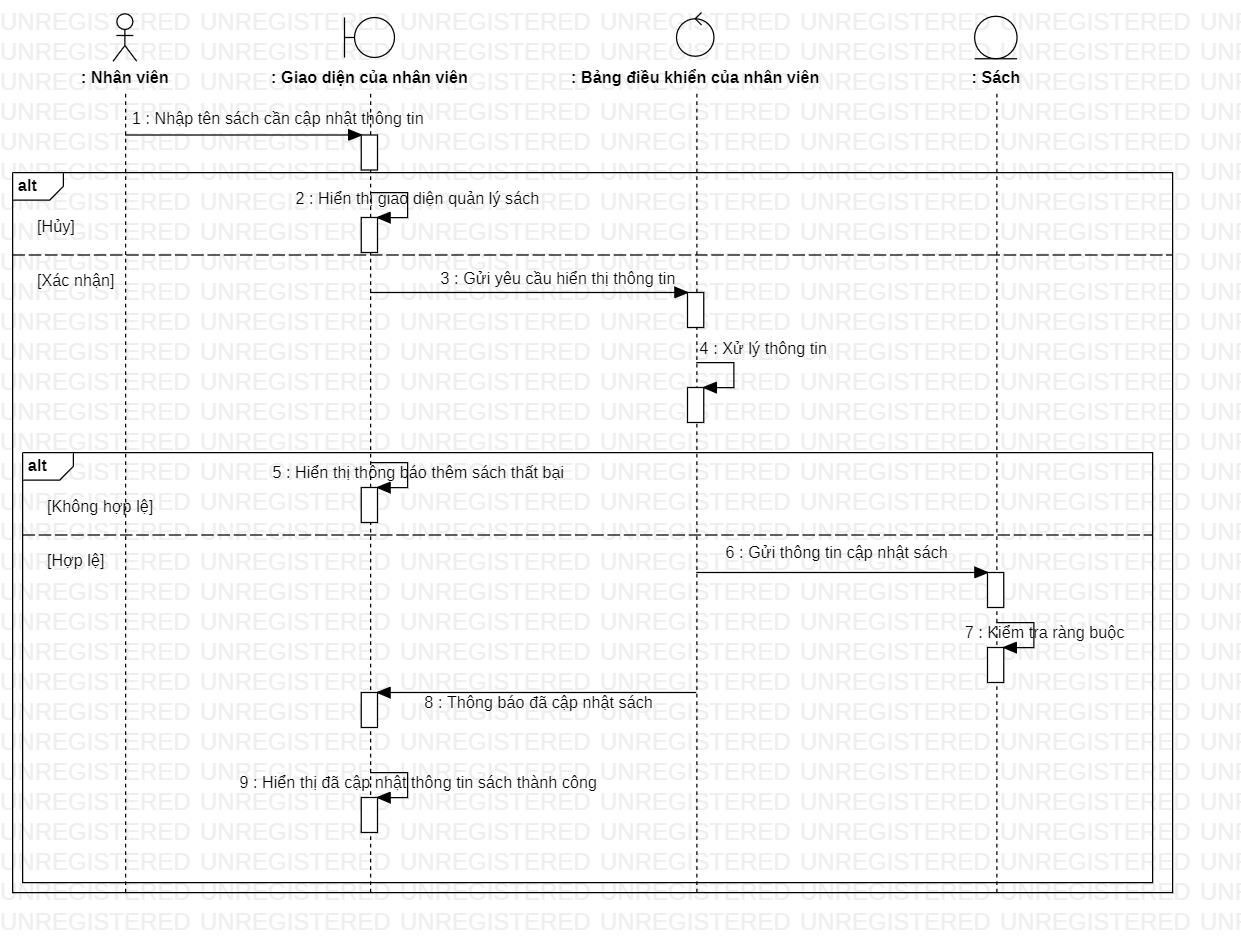 : Nhân viên
: Giao diện của nhân viên
: Bảng điều khiển của nhân viên
: Sách
1 : Nhập tên sách cần cập nhật thông tin
alt
2 : Hiển thị giao diện quản lý sách
[Hủy]
[Xác nhận]
3 : Gửi yêu cầu hiển thị thông tin
4 : Xử lý thông tin
alt
5 : Hiển thị thông báo thêm sách thất bại
[Không hợp lệ]
[Hợp lệ]
6 : Gửi thông tin cập nhật sách
7 : Kiểm tra ràng buộc
8 : Thông báo đã cập nhật sách
9 : Hiển thị đã cập nhật thông tin sách thành công
UNREGISTERED